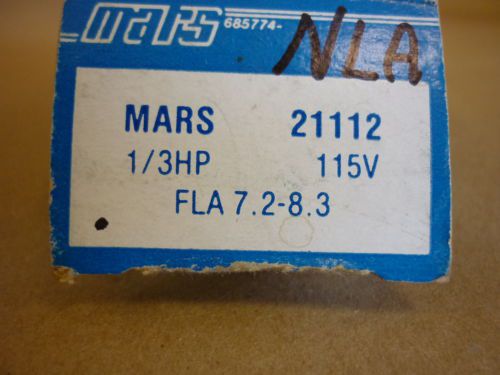 mars 685774- NLA
MARS 21112
1/3HP 115V
FLA 7.2-8.3